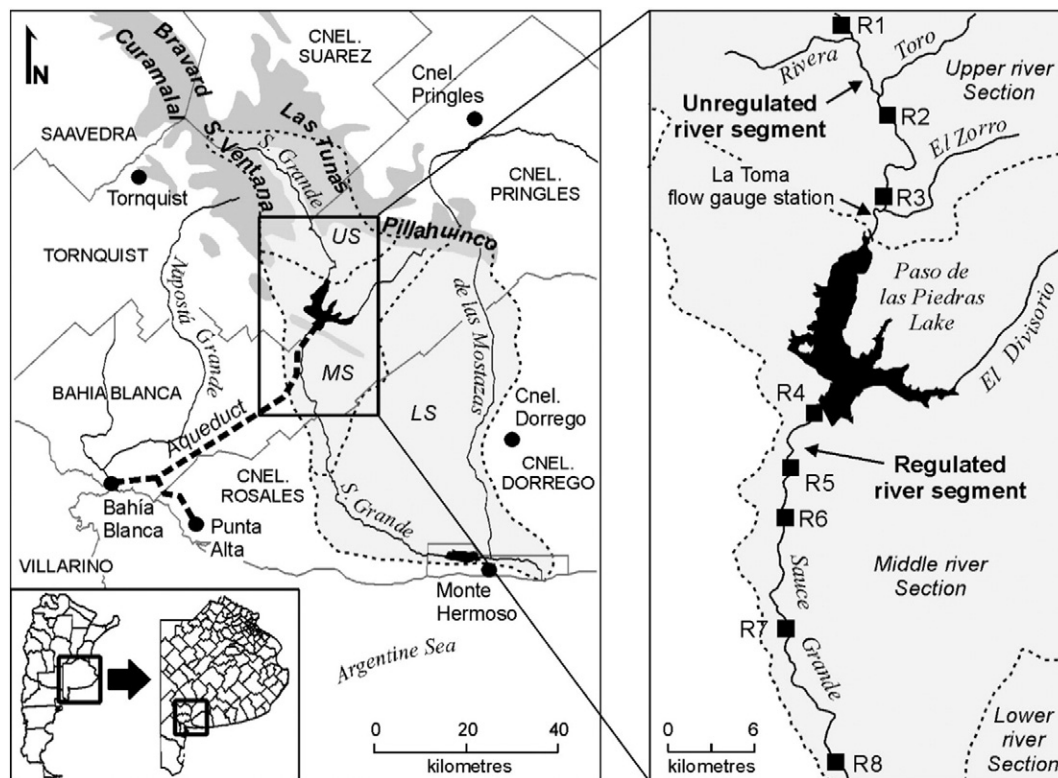 N
Bravard
Curamalal
CNEL.
SUAREZ
Cnel.
Pringles
Las Tunas
S. Ventana
S. Grande
SAAVEDRA
Tornquist
CNEL.
PRINGLES
TORNQUIST
US
Pillahuinco
Napostá
Grande
de las Mostazas
BAHIA BLANCA
MS
LS
Aqueduct
Cnel.
Dorrego
CNEL.
ROSALES
CNEL.
DORREGO
Bahía
Blanca
Punta
Alta
S. Grande
VILLARINO
Monte
Hermoso
Argentine Sea
0 20 40
kilometres
R1
Rivera
Toro
Upper river
Section
Unregulated
river segment
R2
El Zorro
La Toma
flow gauge station
R3
Paso de
las Piedras
Lake
El Divisorio
R4
Regulated
river segment
R5
R6
Sauce
Grande
Middle river
Section
R7
Lower
river
Section
0 6
kilometres
R8